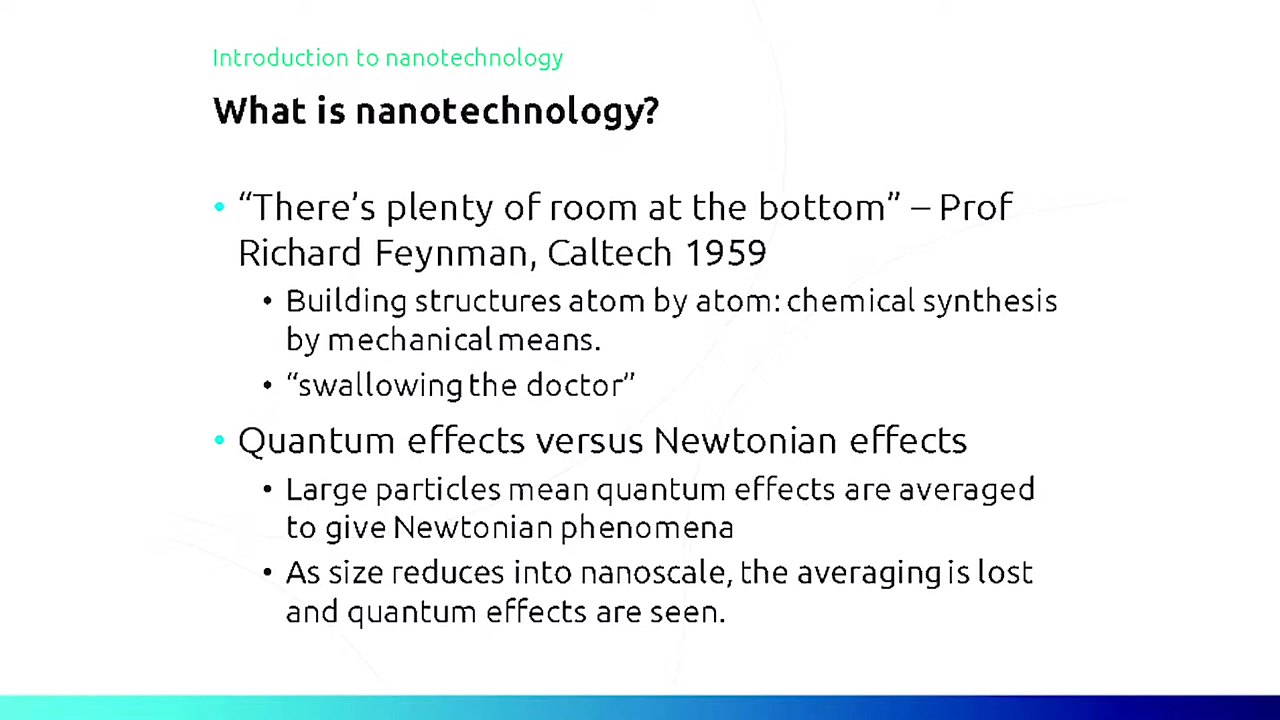 Introduction to nanotechnology
What is nanotechnology?
• “There’s plenty of room at the bottom” – Prof
Richard Feynman, Caltech 1959
• Building structures atom by atom: chemical synthesis
by mechanical means.
• “swallowing the doctor”
• Quantum effects versus Newtonian effects
• Large particles mean quantum effects are averaged
to give Newtonian phenomena
• As size reduces into nanoscale, the averaging is lost
and quantum effects are seen.